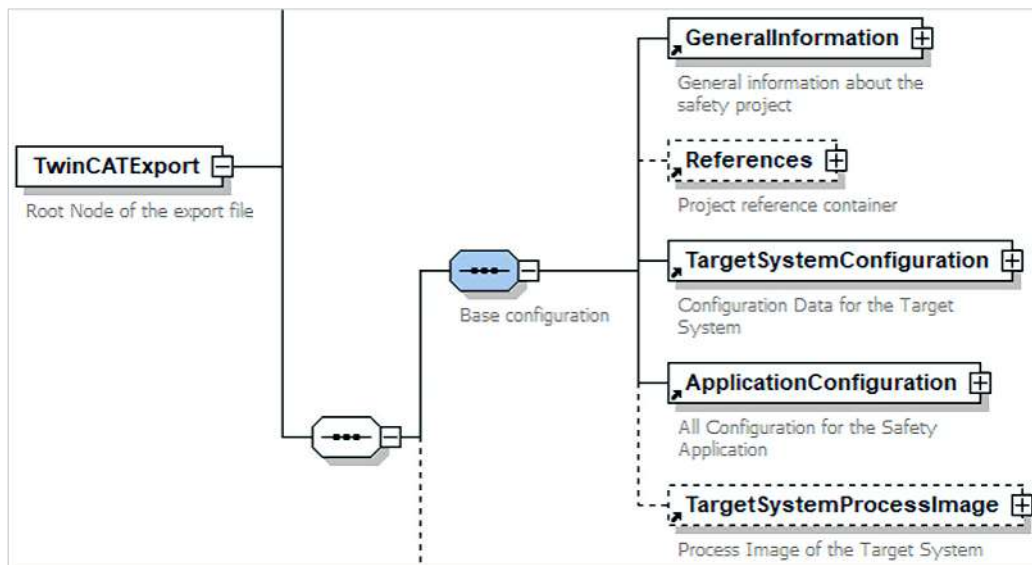 GeneralInformation
General information about the
safety project
TwinCATExport
Root Node of the export file
References
Project reference container
TargetSystemConfiguration
Configuration Data for the Target
System
Base configuration
ApplicationConfiguration
All Configuration for the Safety
Application
TargetSystemProcessImage
Process Image of the Target System